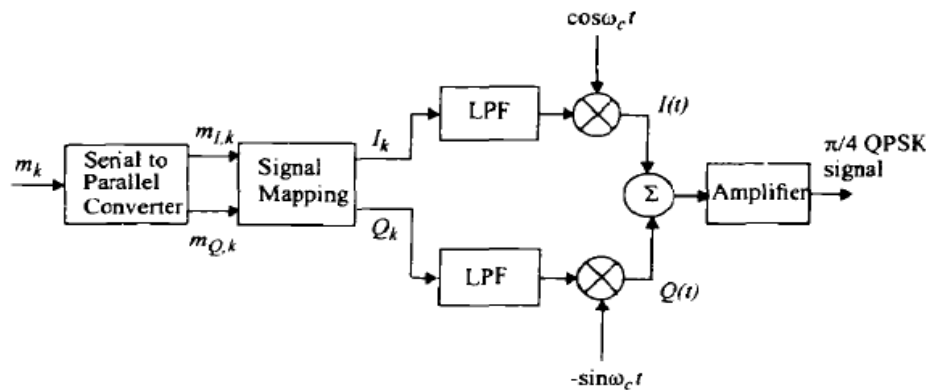 cosω_c t
LPF
I(t)
m_k
Serial to
Parallel
Converter
m_{I,k}
m_{Q,k}
Signal
Mapping
I_k
Q_k
Σ
Amplifier
π/4 QPSK
signal
LPF
Q(t)
-sinω_c t